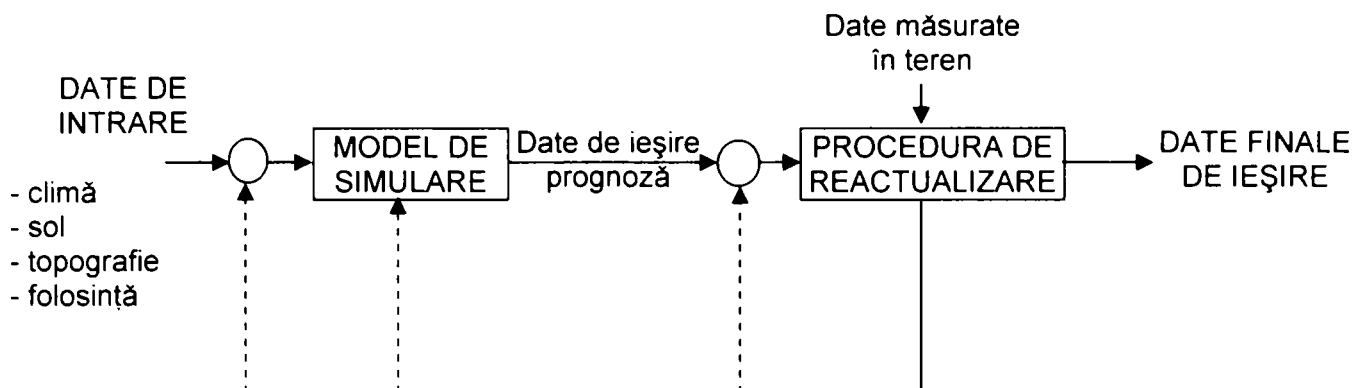 Date măsurate
în teren
DATE DE
INTRARE
MODEL DE
SIMULARE
Date de ieşire
prognoză
PROCEDURA DE
REACTUALIZARE
DATE FINALE
DE IEŞIRE
- climă
- sol
- topografie
- folosinţă